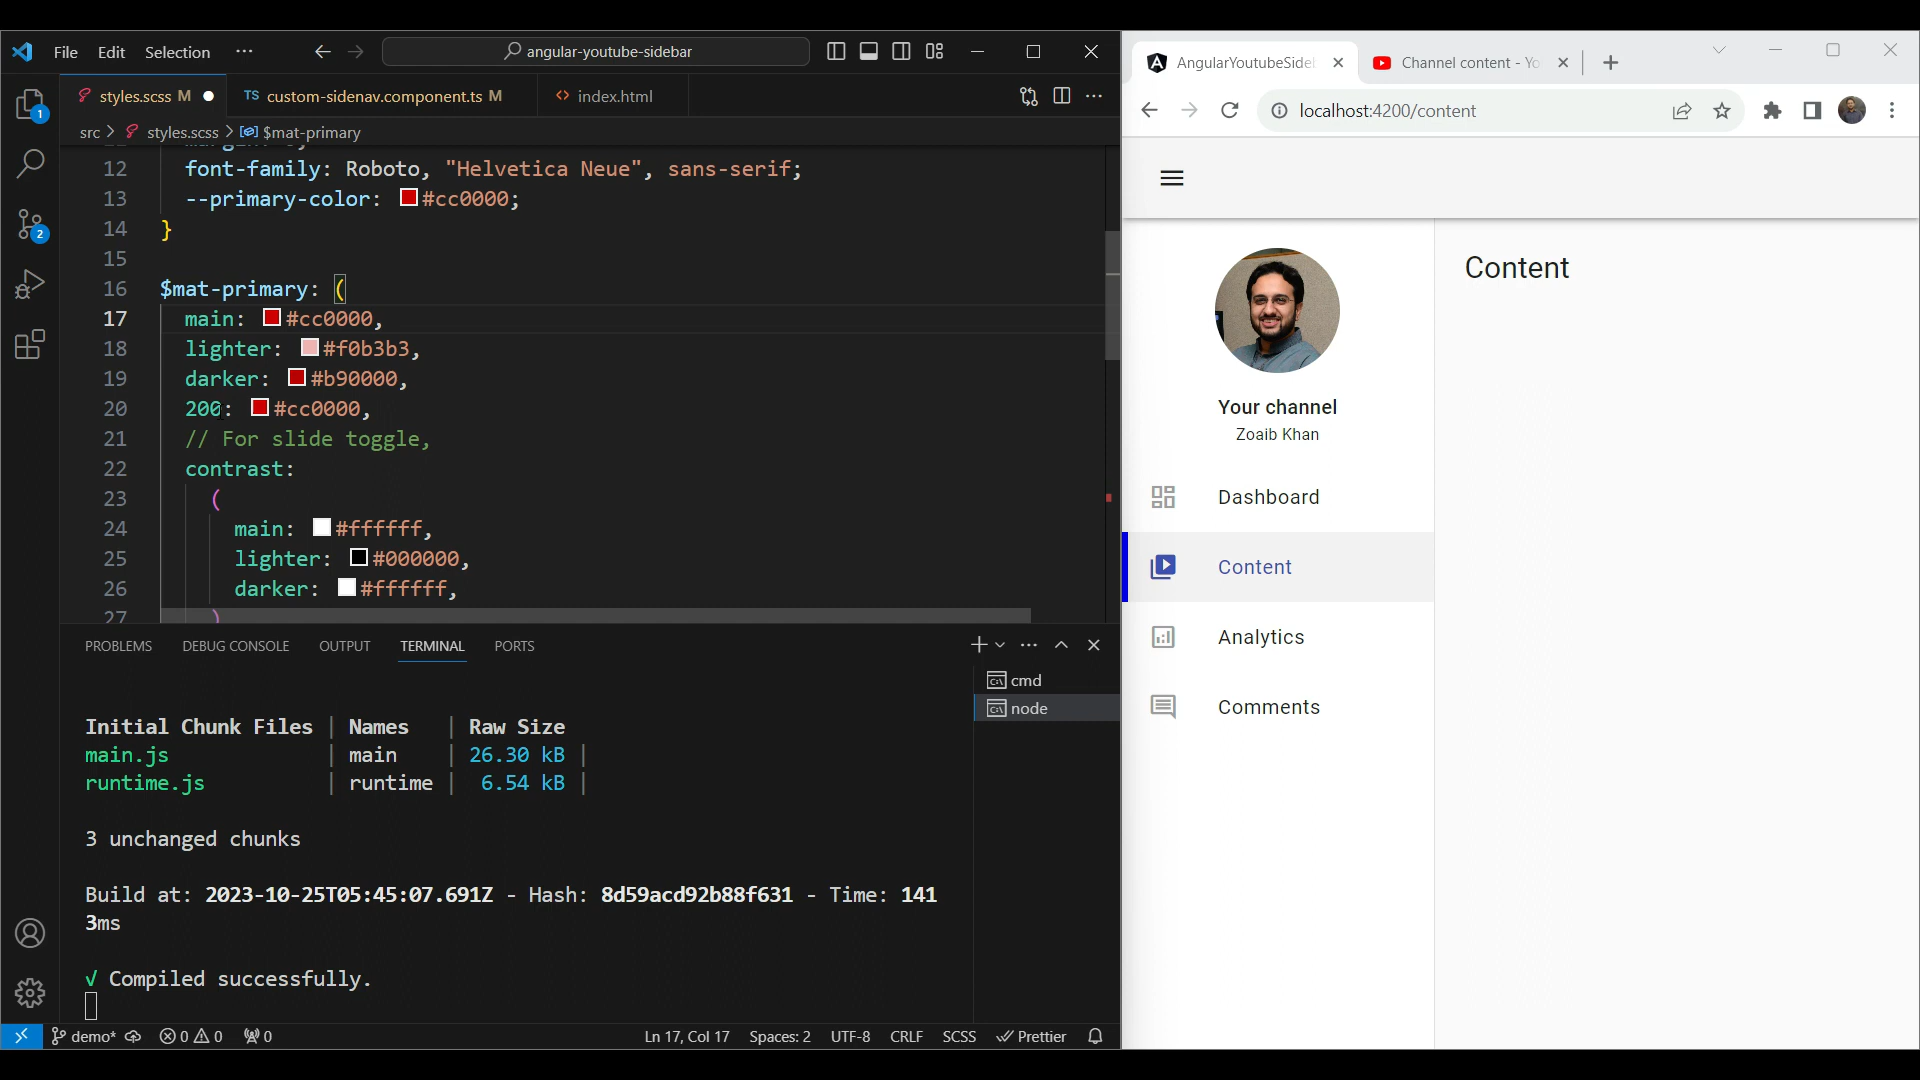 File Edit Selection ··· angular-youtube-sidebar
styles.scss M custom-sidenav.component.ts M index.html
src > styles.scss > $mat-primary
12 font-family: Roboto, "Helvetica Neue", sans-serif;
13 --primary-color: #cc0000;
14 }
15
16 $mat-primary: (
17 main: #cc0000,
18 lighter: #f0b3b3,
19 darker: #b90000,
20 200: #cc0000,
21 // For slide toggle,
22 contrast:
23 (
24 main: #ffffff,
25 lighter: #000000,
26 darker: #ffffff,
27 )
PROBLEMS DEBUG CONSOLE OUTPUT TERMINAL PORTS
cmd
node
Initial Chunk Files | Names | Raw Size
main.js | main | 26.30 kB |
runtime.js | runtime | 6.54 kB |
3 unchanged chunks
Build at: 2023-10-25T05:45:07.691Z - Hash: 8d59acd92b88f631 - Time: 141
3ms
√ Compiled successfully.
demo* 0 0 0 Ln 17, Col 17 Spaces: 2 UTF-8 CRLF SCSS Prettier
1
2
AngularYoutubeSide Channel content - Yo
localhost:4200/content
Content
Your channel
Zoaib Khan
Dashboard
Content
Analytics
Comments